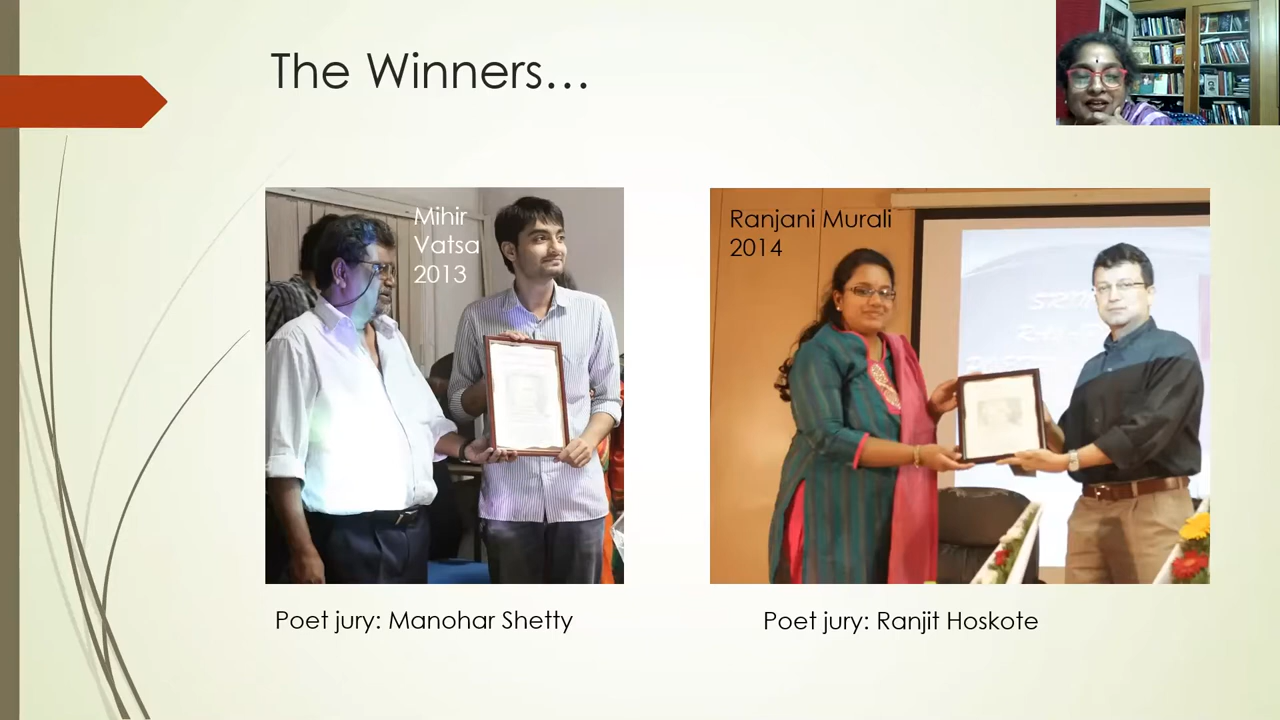 The Winners...
Mihir
Vatsa
2013
Ranjani Murali
2014
Poet jury: Manohar Shetty
Poet jury: Ranjit Hoskote